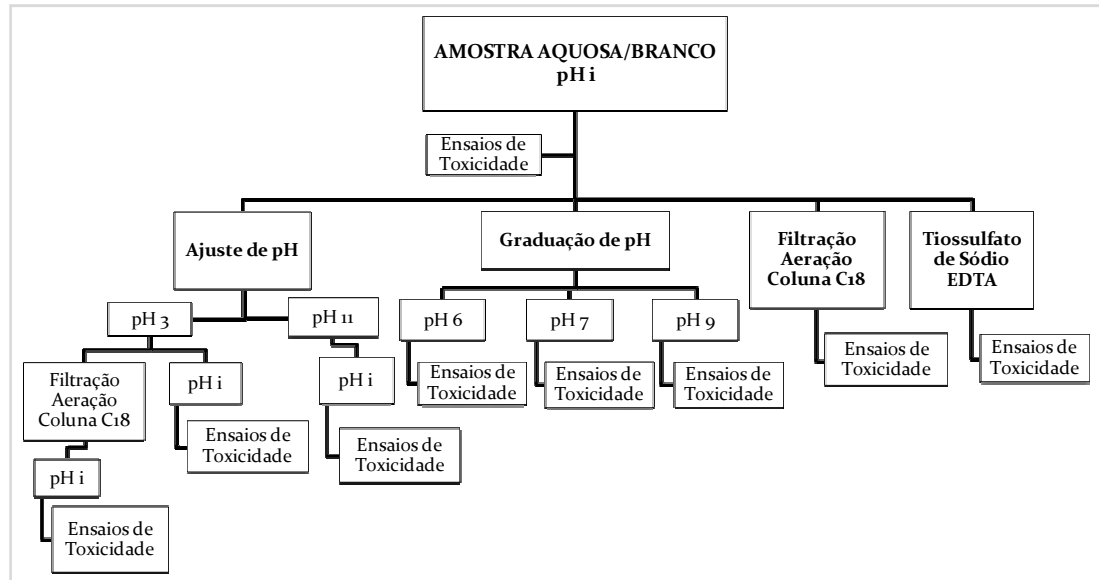 AMOSTRA AQUOSA/BRANCO
pH i
Ensaios de
Toxicidade
Ajuste de pH
Graduação de pH
Filtração
Aeração
Coluna C18
Tiossulfato
de Sódio
EDTA
pH 3
pH 11
pH 6
pH 7
pH 9
Ensaios de
Toxicidade
Ensaios de
Toxicidade
Filtração
Aeração
Coluna C18
pH i
pH i
Ensaios de
Toxicidade
Ensaios de
Toxicidade
Ensaios de
Toxicidade
Ensaios de
Toxicidade
Ensaios de
Toxicidade
pH i
Ensaios de
Toxicidade